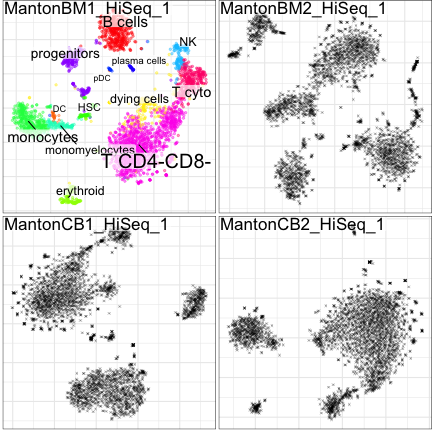 MantonBM1_HiSeq_1
B cells
NK
progenitors
plasma cells
pDC
T cyto
dying cells
DC
HSC
monocytes
monomyelocytes
T CD4-CD8-
erythroid
MantonBM2_HiSeq_1
MantonCB1_HiSeq_1
MantonCB2_HiSeq_1